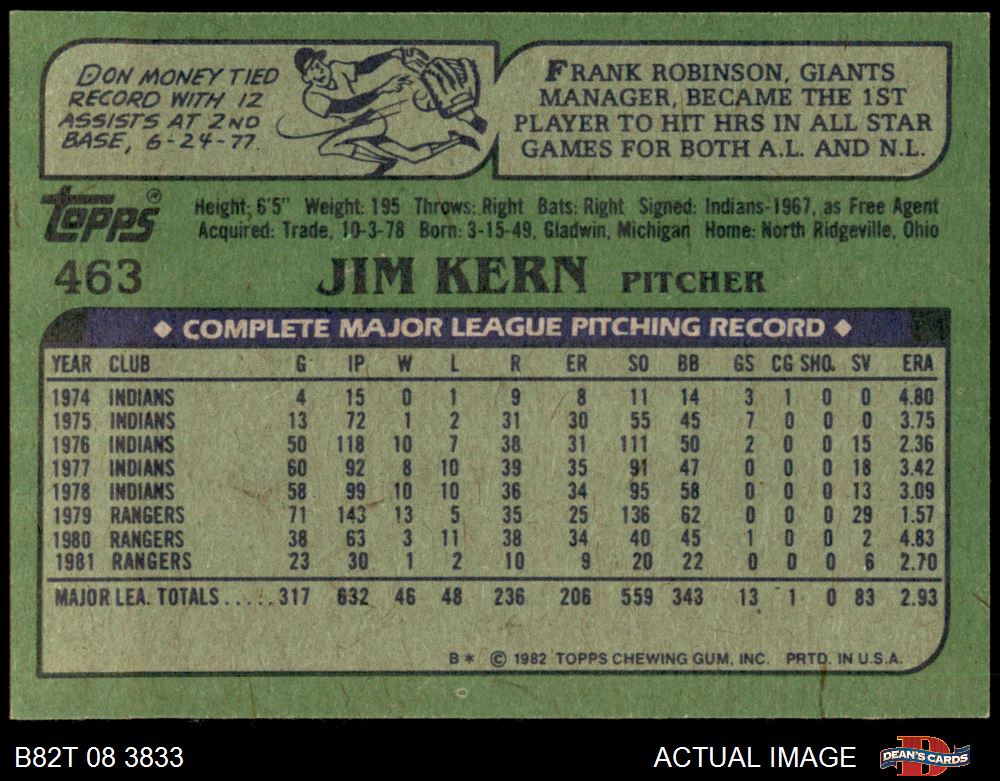 DON MONEY TIED
RECORD WITH 12
ASSISTS AT 2ND
BASE, 6-24-77.
FRANK ROBINSON, GIANTS
MANAGER, BECAME THE 1ST
PLAYER TO HIT HRS IN ALL STAR
GAMES FOR BOTH A.L. AND N.L.
TOPPS®
Height: 6'5" Weight: 195 Throws: Right Bats: Right Signed: Indians-1967, as Free Agent
Acquired: Trade, 10-3-78 Born: 3-15-49, Gladwin, Michigan Home: North Ridgeville, Ohio
463 JIM KERN PITCHER
◆ COMPLETE MAJOR LEAGUE PITCHING RECORD ◆
YEAR CLUB G IP W L R ER SO BB GS CG SHO. SV ERA
1974 INDIANS 4 15 0 1 9 8 11 14 3 1 0 0 4.80
1975 INDIANS 13 72 1 2 31 30 55 45 7 0 0 0 3.75
1976 INDIANS 50 118 10 7 38 31 111 50 2 0 0 15 2.36
1977 INDIANS 60 92 8 10 39 35 91 47 0 0 0 18 3.42
1978 INDIANS 58 99 10 10 36 34 95 58 0 0 0 13 3.09
1979 RANGERS 71 143 13 5 35 25 136 62 0 0 0 29 1.57
1980 RANGERS 38 63 3 11 38 34 40 45 1 0 0 2 4.83
1981 RANGERS 23 30 1 2 10 9 20 22 0 0 0 6 2.70
MAJOR LEA. TOTALS.....317 632 46 48 236 206 559 343 13 1 0 83 2.93
B* © 1982 TOPPS CHEWING GUM, INC. PRTD. IN U.S.A.
B82T 08 3833
ACTUAL IMAGE
DEAN'S CARDS